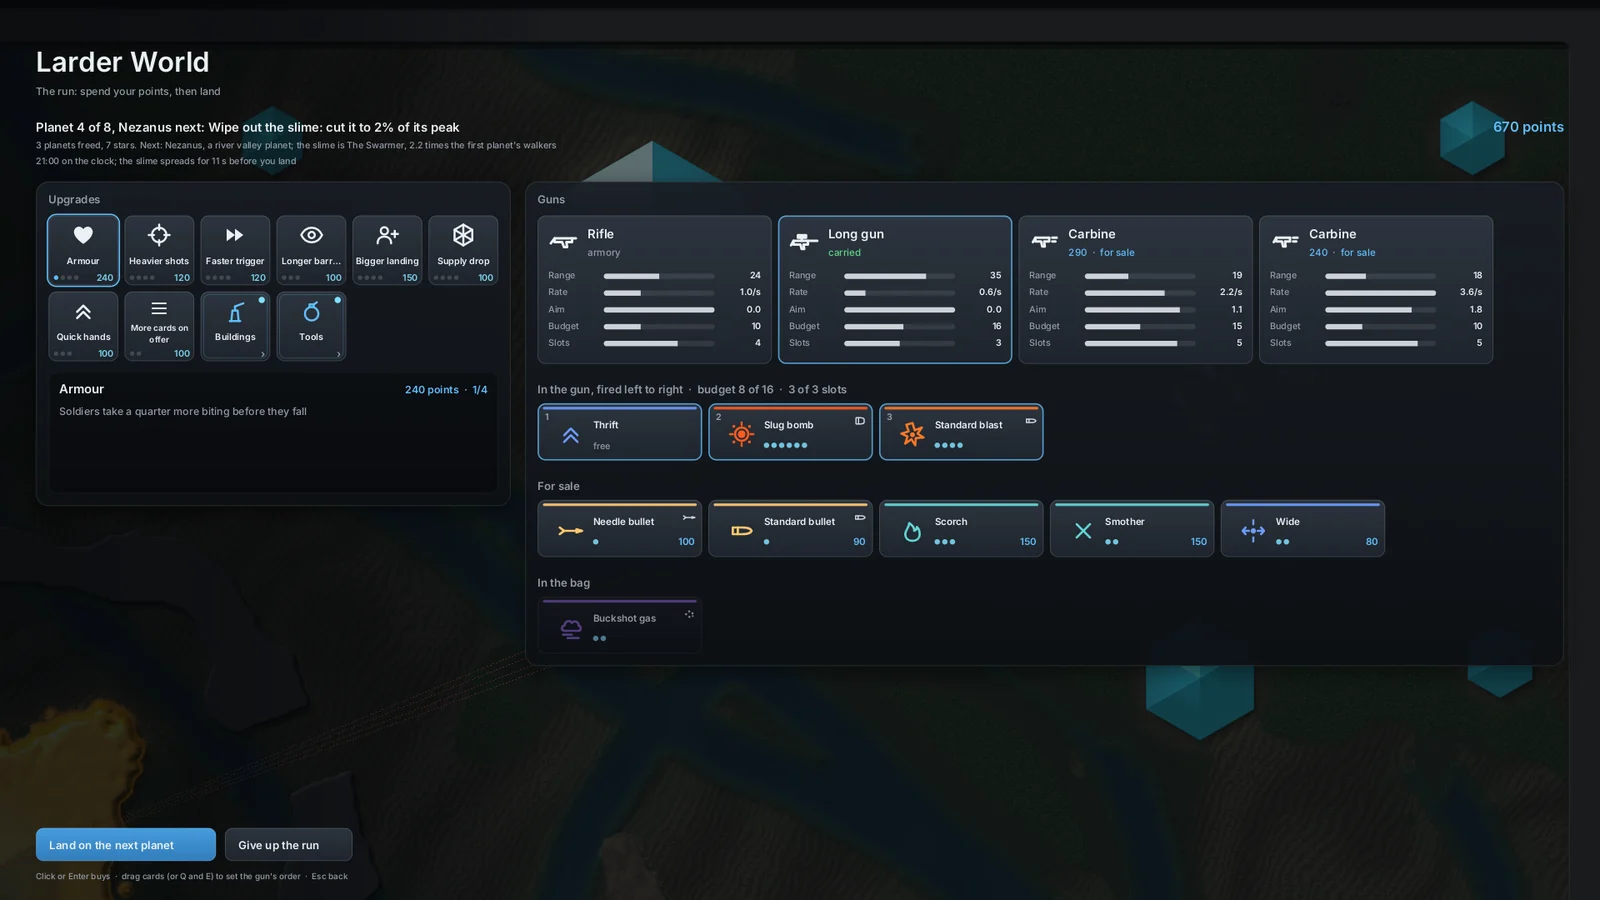 Larder World
The run: spend your points, then land
Planet 4 of 8, Nezanus next: Wipe out the slime: cut it to 2% of its peak
3 planets freed, 7 stars. Next: Nezanus, a river valley planet; the slime is The Swarmer, 2.2 times the first planet's walkers
21:00 on the clock; the slime spreads for 11 s before you land
670 points
Upgrades
Armour
240
Heavier shots
120
Faster trigger
120
Longer barr...
100
Bigger landing
150
Supply drop
100
Quick hands
100
More cards on
offer
100
Buildings
Tools
Armour
240 points · 1/4
Soldiers take a quarter more biting before they fall
Guns
Rifle
armory
Range 24
Rate 1.0/s
Aim 0.0
Budget 10
Slots 4
Long gun
carried
Range 35
Rate 0.6/s
Aim 0.0
Budget 16
Slots 3
Carbine
290 · for sale
Range 19
Rate 2.2/s
Aim 1.1
Budget 15
Slots 5
Carbine
240 · for sale
Range 18
Rate 3.6/s
Aim 1.8
Budget 10
Slots 5
In the gun, fired left to right · budget 8 of 16 · 3 of 3 slots
1
Thrift
free
2
Slug bomb
3
Standard blast
For sale
Needle bullet
100
Standard bullet
90
Scorch
150
Smother
150
Wide
80
In the bag
Buckshot gas
Land on the next planet
Give up the run
Click or Enter buys · drag cards (or Q and E) to set the gun's order · Esc back